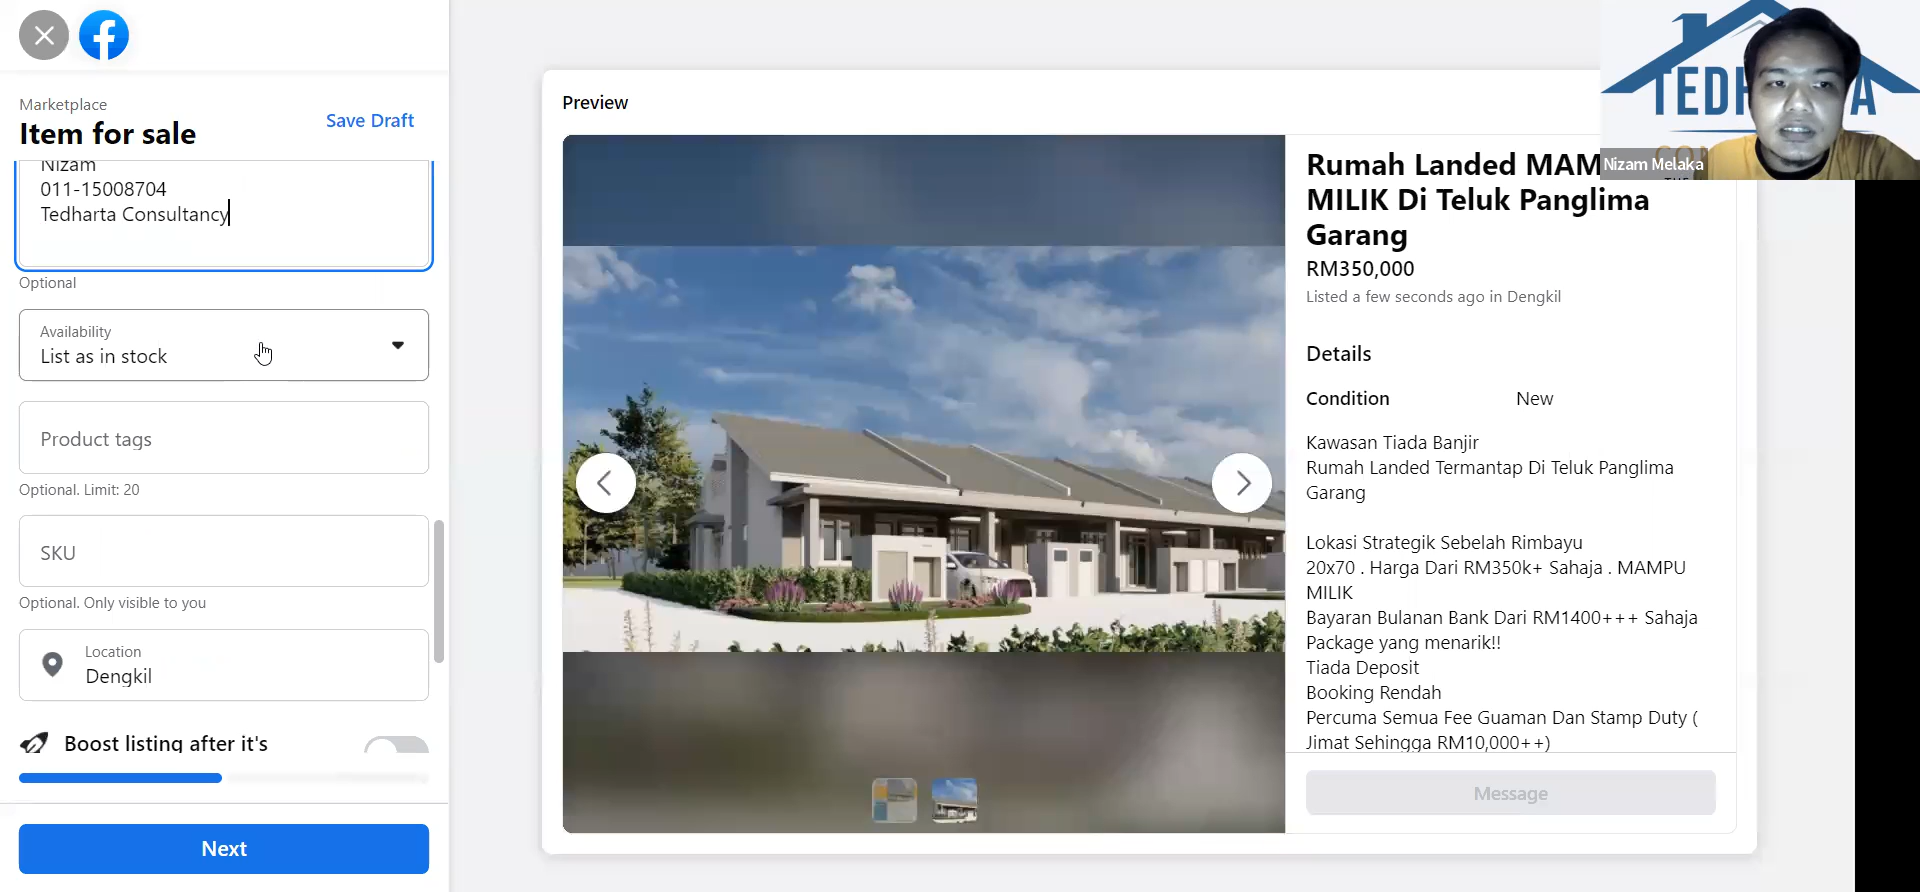 Marketplace
Item for sale
Save Draft
Nizam
011-15008704
Tedharta Consultancy
Optional
Availability
List as in stock
Product tags
Optional. Limit: 20
SKU
Optional. Only visible to you
Location
Dengkil
Boost listing after it's
Next
Preview
Rumah Landed MAM
MILIK Di Teluk Panglima
Garang
RM350,000
Listed a few seconds ago in Dengkil
Details
Condition New
Kawasan Tiada Banjir
Rumah Landed Termantap Di Teluk Panglima
Garang
Lokasi Strategik Sebelah Rimbayu
20x70 . Harga Dari RM350k+ Sahaja . MAMPU
MILIK
Bayaran Bulanan Bank Dari RM1400+++ Sahaja
Package yang menarik!!
Tiada Deposit
Booking Rendah
Percuma Semua Fee Guaman Dan Stamp Duty (
Jimat Sehingga RM10,000++)
Message
Nizam Melaka